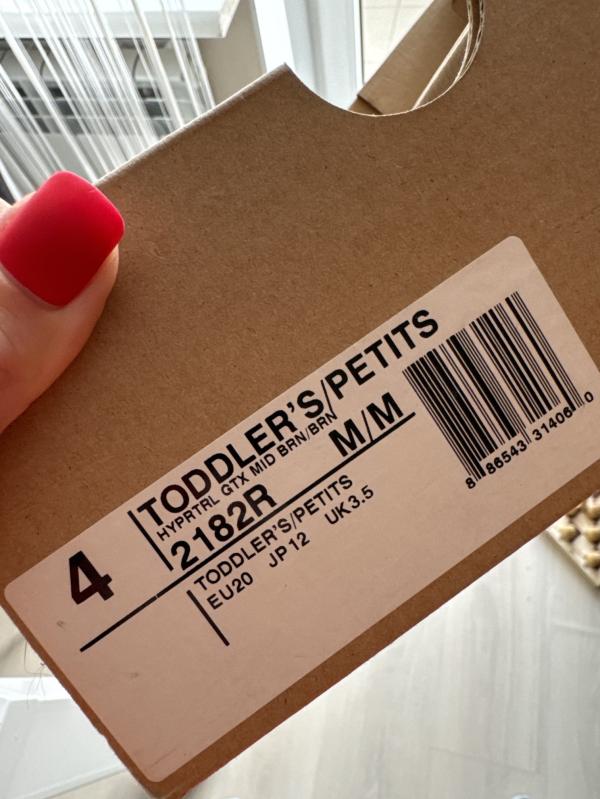 4
TODDLER'S/PETITS
HYPRTRL GTX MID BRN/BRN
2182R M/M
TODDLER'S/PETITS
EU20 JP12 UK3.5
8 86543 31406 0